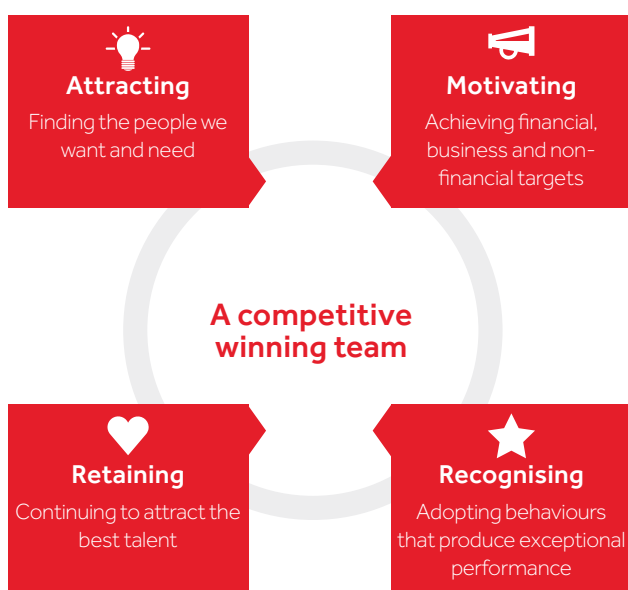 Attracting
Finding the people we
want and need
Motivating
Achieving financial,
business and non-
financial targets
A competitive
winning team
Retaining
Continuing to attract the
best talent
Recognising
Adopting behaviours
that produce exceptional
performance